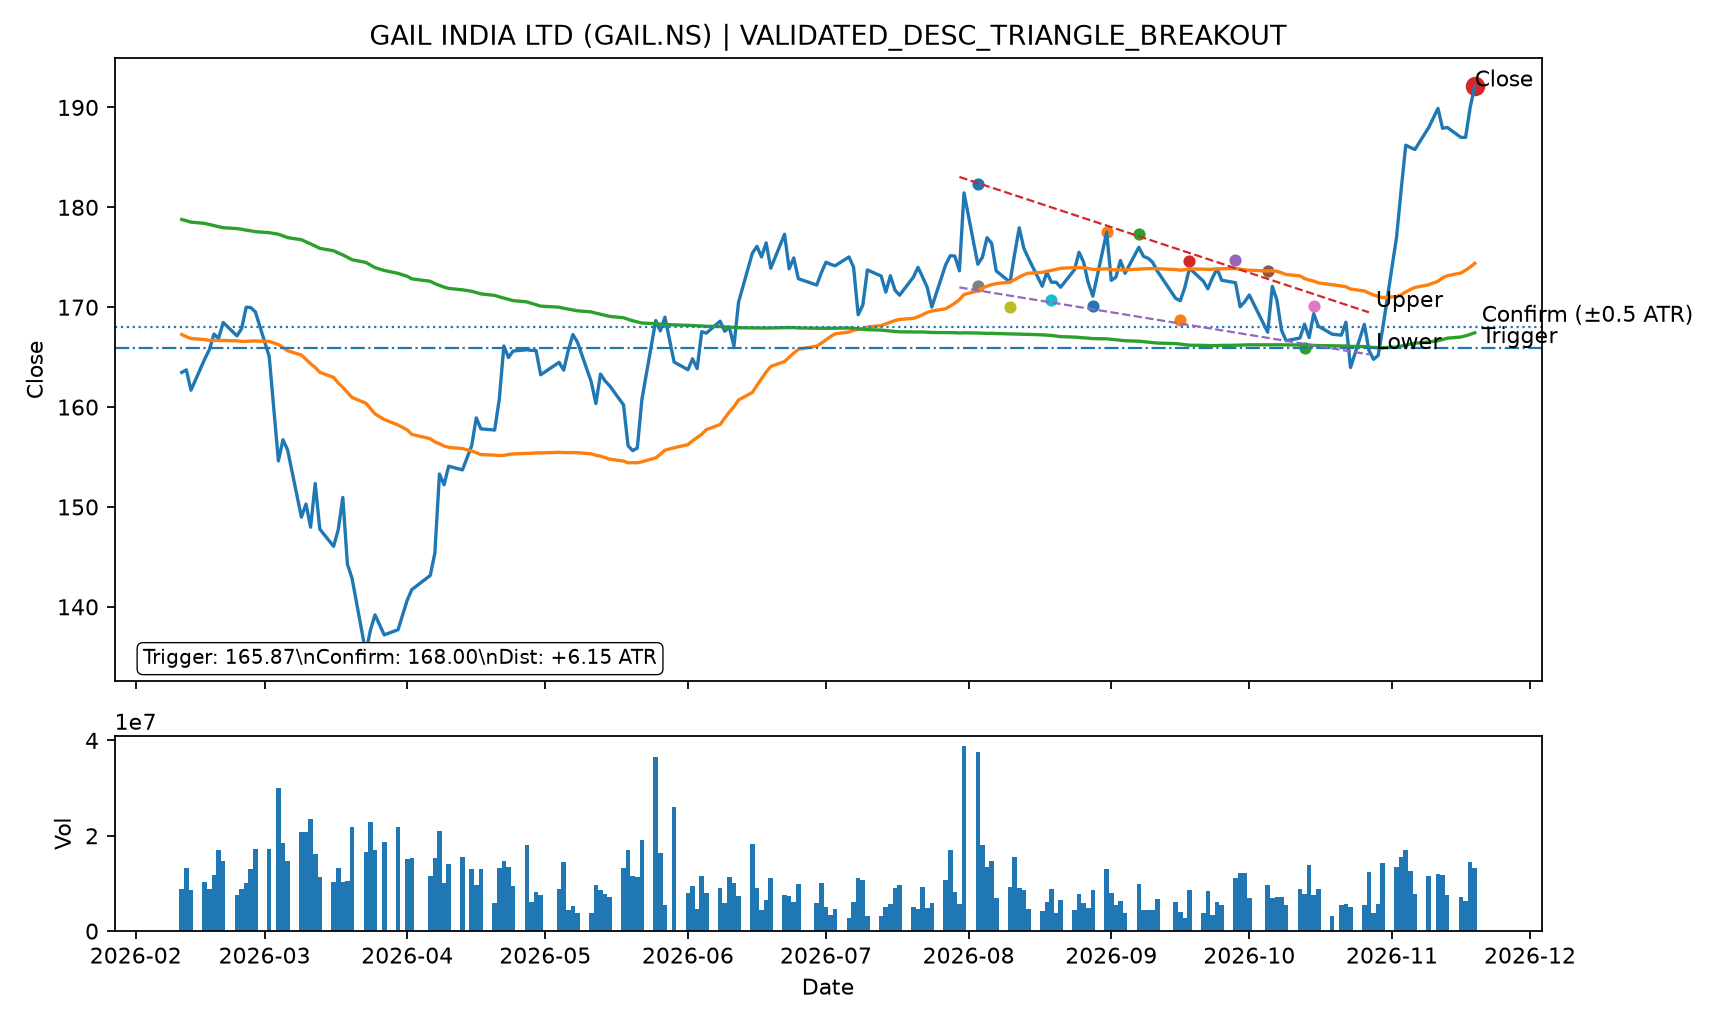 GAIL INDIA LTD (GAIL.NS) | VALIDATED_DESC_TRIANGLE_BREAKOUT
Close
190
180
170
160
150
140
Close
Upper
Lower
Confirm (±0.5 ATR)
Trigger
Trigger: 165.87\nConfirm: 168.00\nDist: +6.15 ATR
1e7
Vol
4
2
0
2026-02
2026-03
2026-04
2026-05
2026-06
2026-07
2026-08
2026-09
2026-10
2026-11
2026-12
Date